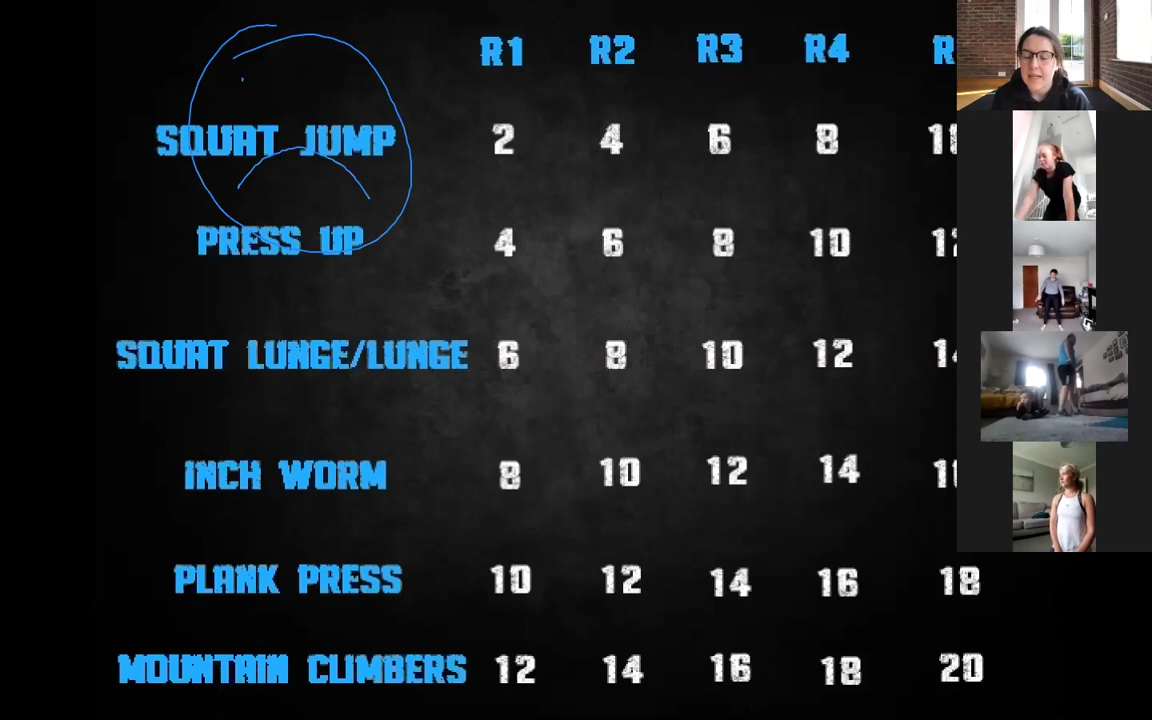 R1 R2 R3 R4 R
SQUAT JUMP 2 4 6 8
PRESS UP 4 6 8 10
SQUAT LUNGE/LUNGE 6 8 10 12
INCH WORM 8 10 12 14
PLANK PRESS 10 12 14 16 18
MOUNTAIN CLIMBERS 12 14 16 18 20